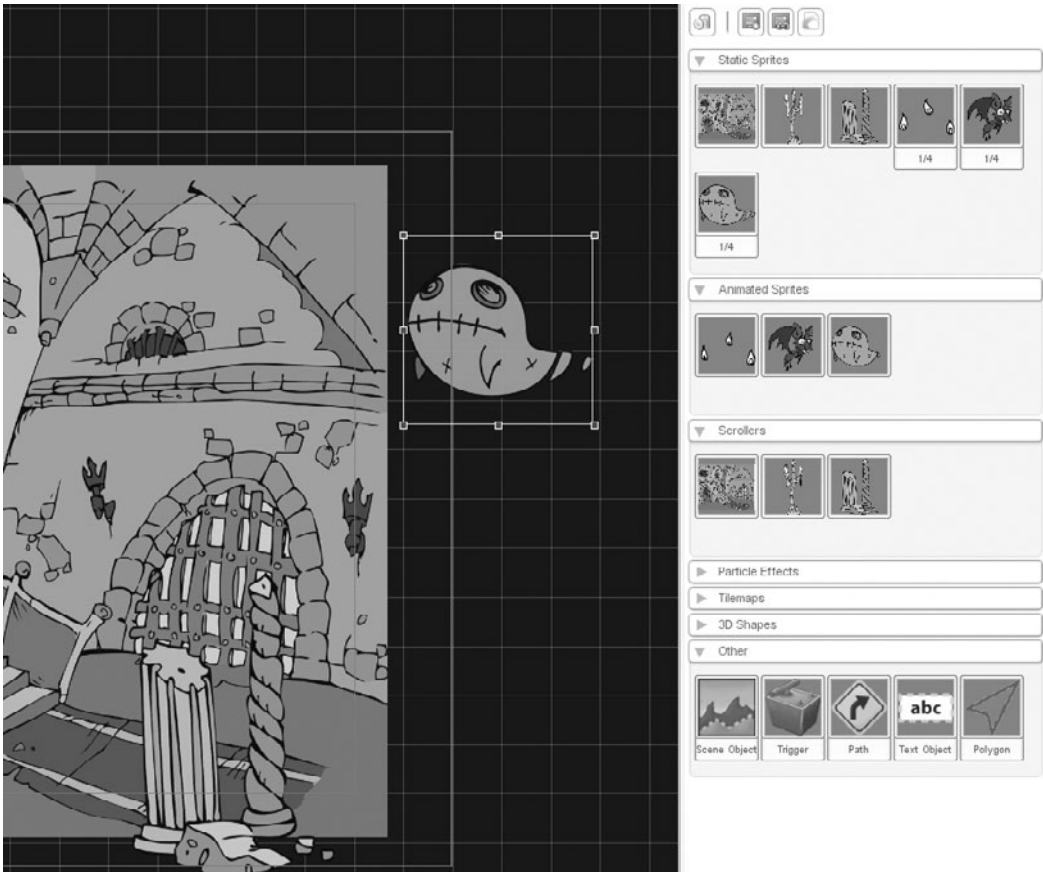 Static Sprites
1/4
1/4
1/4
Animated Sprites
Scrollers
Particle Effects
Tilemaps
3D Shapes
Other
abc
Scene Object
Trigger
Path
Text Object
Polygon